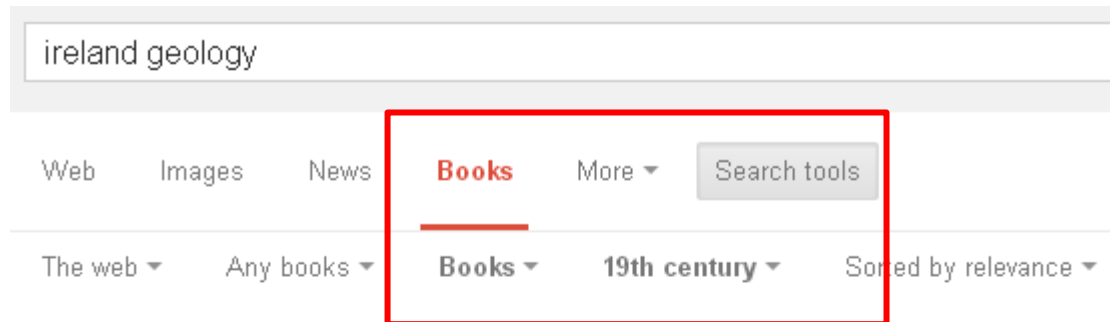 ireland geology
Web Images News Books More Search tools
The web Any books Books 19th century Sorted by relevance